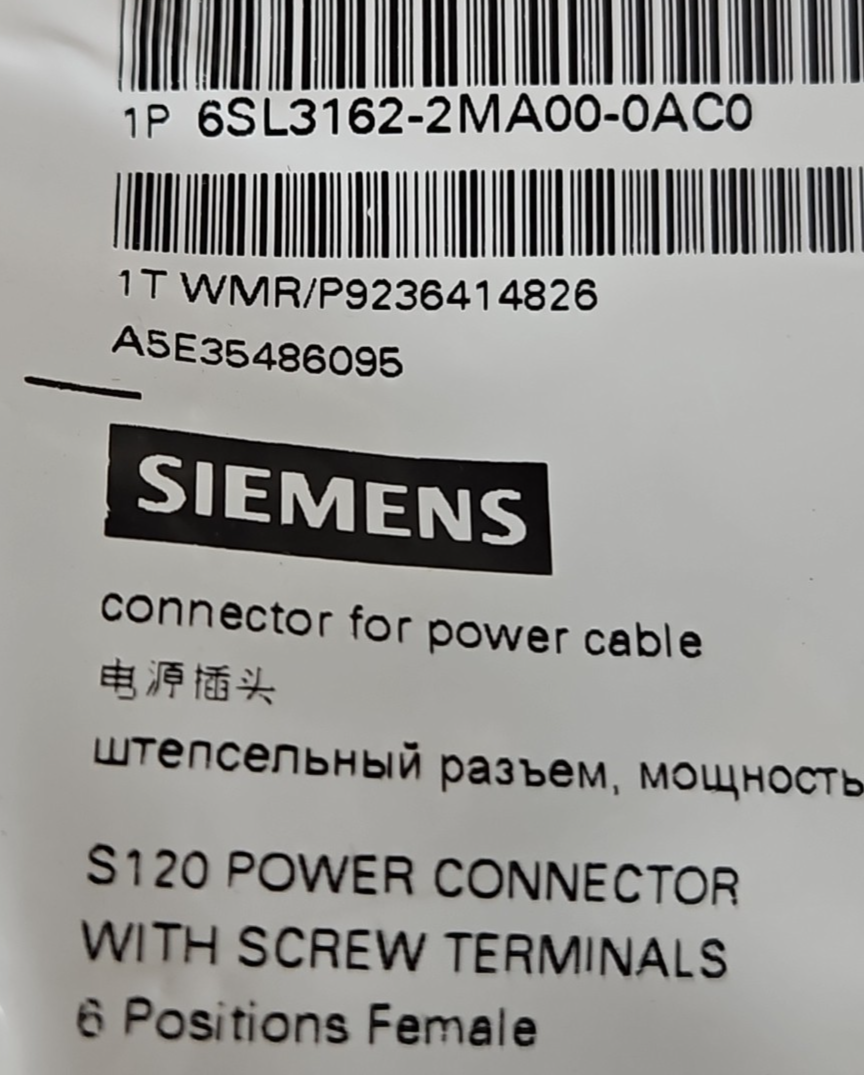 1P 6SL3162-2MA00-0AC0
1T WMR/P9236414826
A5E35486095
SIEMENS
connector for power cable
电源插头
штепсельный разъем, мощность
S120 POWER CONNECTOR
WITH SCREW TERMINALS
6 Positions Female